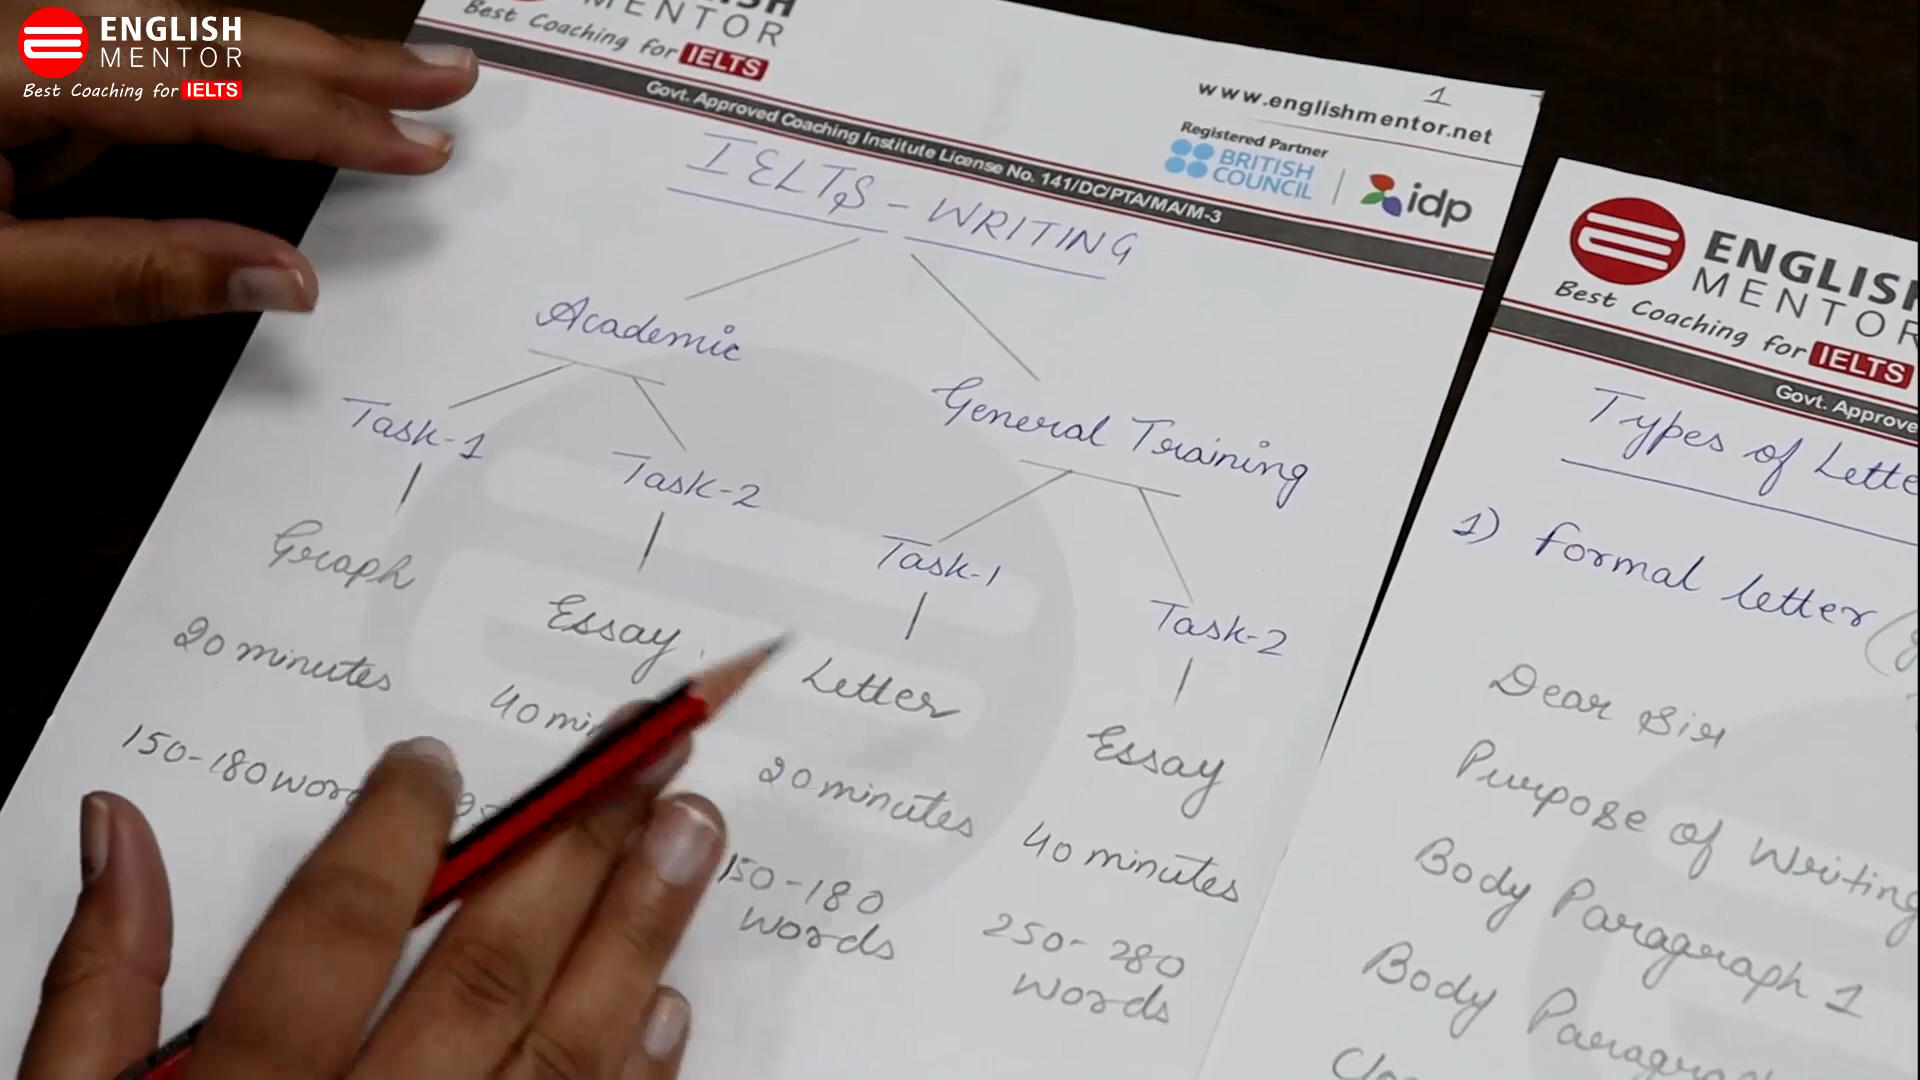 ENGLISH
MENTOR
Best Coaching for IELTS
MENTOR
Best Coaching for IELTS
www.englishmentor.net
1
Registered Partner
BRITISH
COUNCIL
idp
Govt. Approved Coaching Institute License No. 141/DC/PTA/MA/M-3
IELTS - WRITING
Academic
General Training
Task-1
Task-2
Task-1
Task-2
Graph
Essay
Letter
Essay
20 minutes
40
20 minutes
40 minutes
150-180
150-180
words
250-280
words
ENGLISH
MENTOR
Best Coaching for IELTS
Govt.
Types of
1) formal letter
Dear Sir
Purpose of Writing
Body Paragraph 1
Body